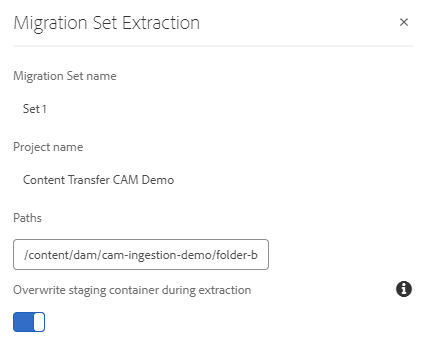 Migration Set Extraction
Migration Set name
Set 1
Project name
Content Transfer CAM Demo
Paths
/content/dam/cam-ingestion-demo/folder-b
Overwrite staging container during extraction